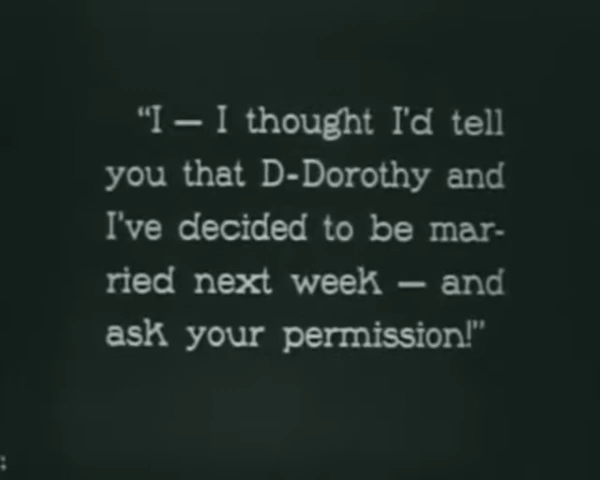 "I — I thought I'd tell
you that D-Dorothy and
I've decided to be mar-
ried next week — and
ask your permission!"